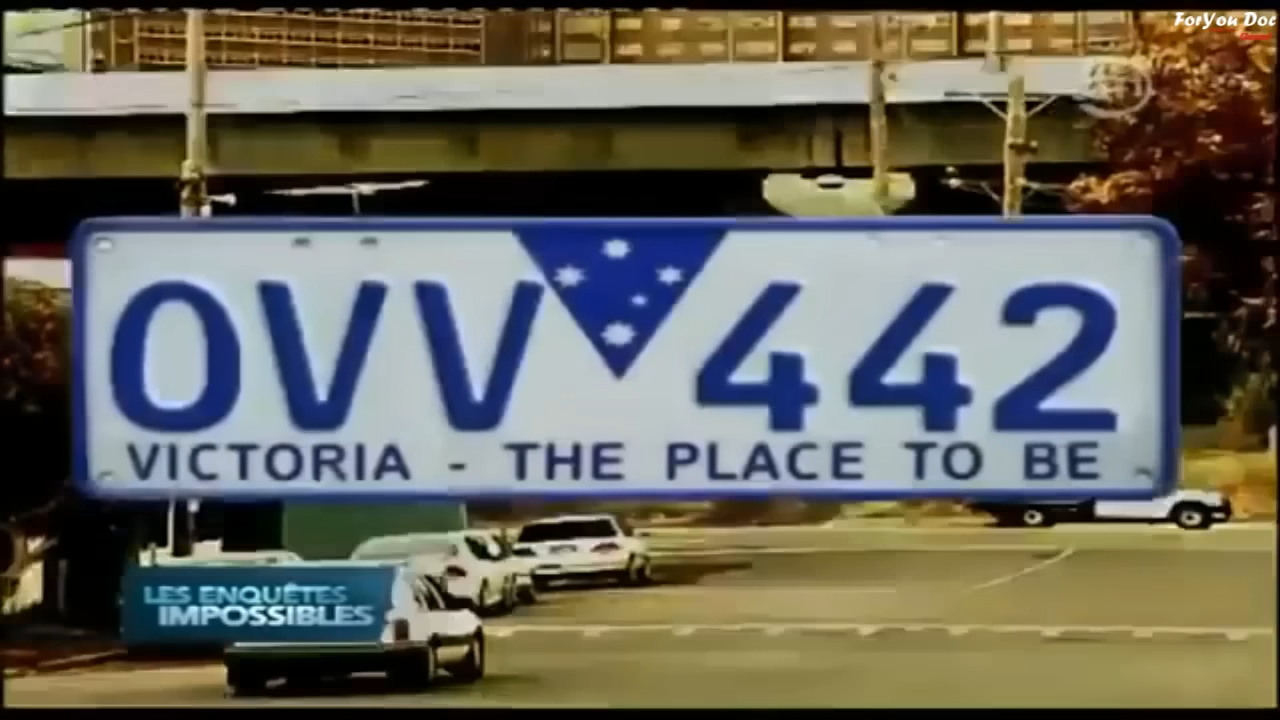 ForYou Doc
OVV 442
VICTORIA - THE PLACE TO BE
LES ENQUÊTES
IMPOSSIBLES